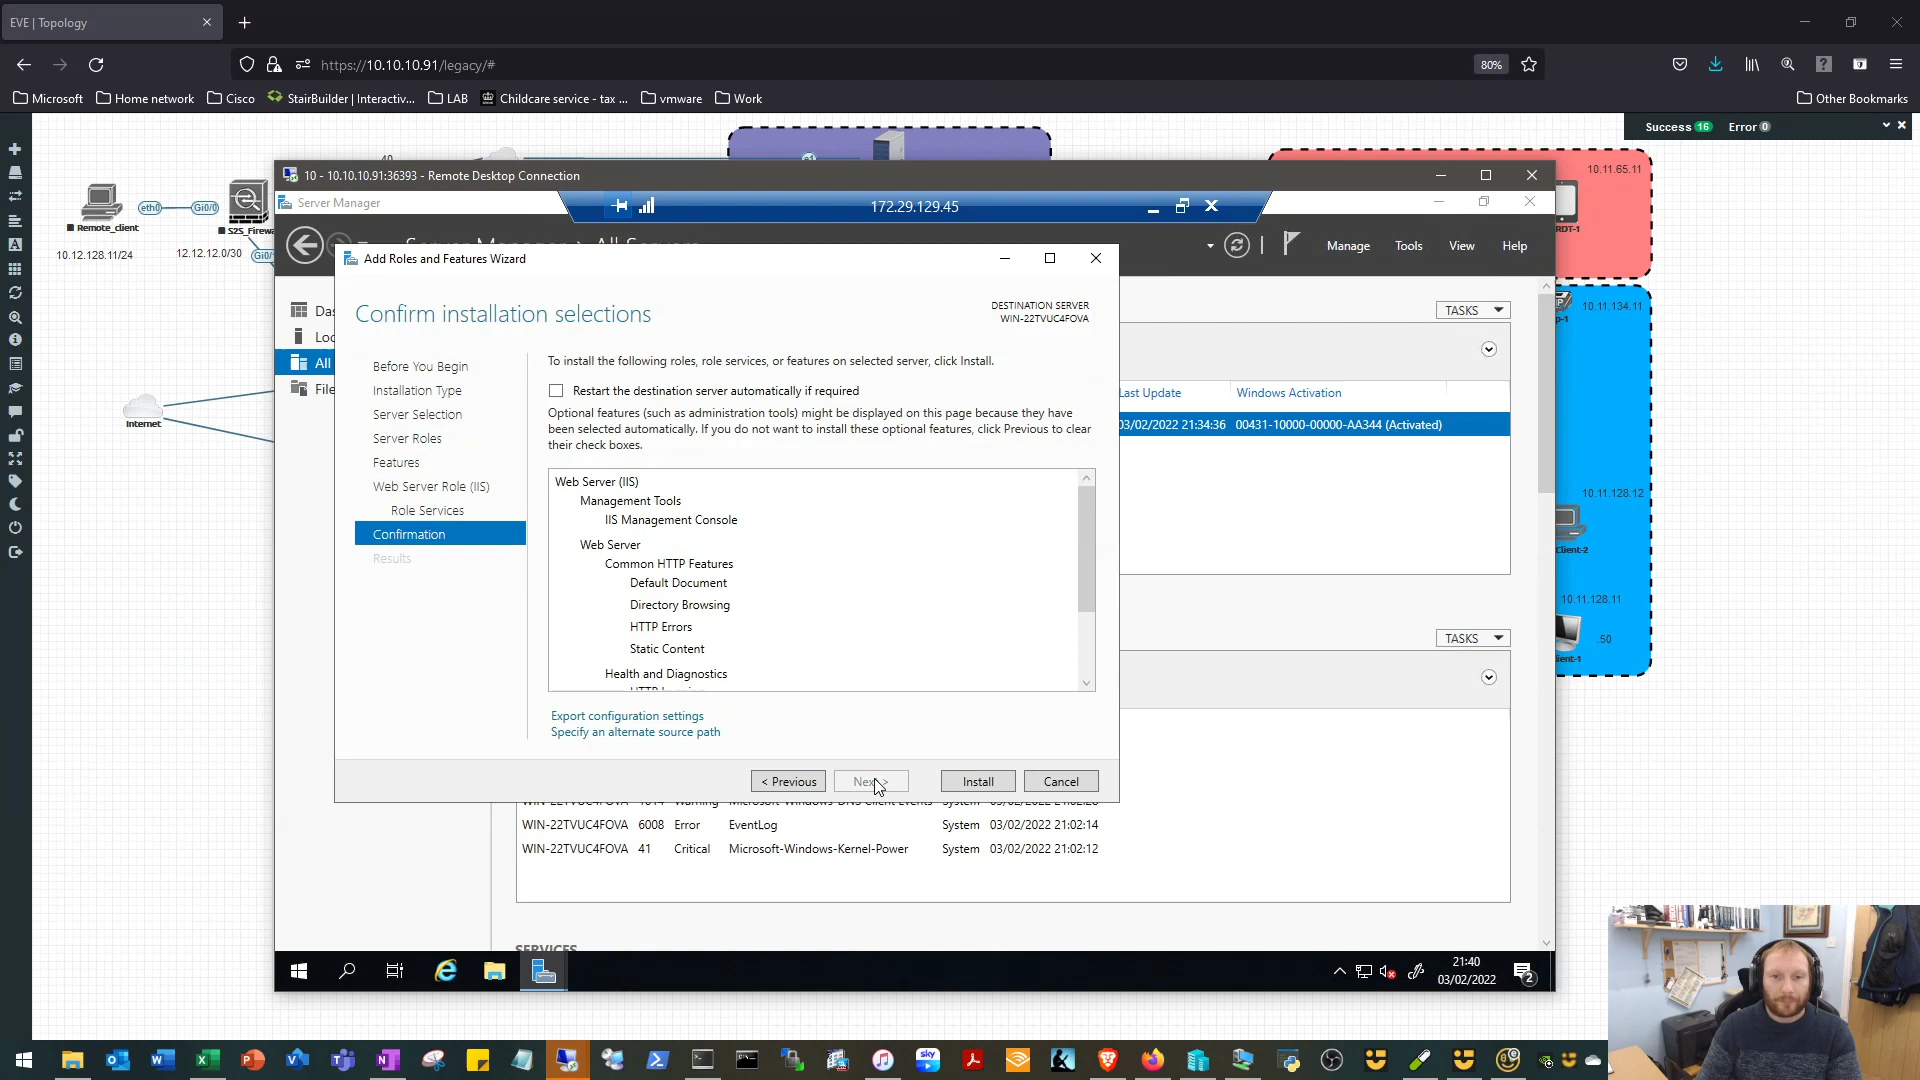 EVE | Topology
https://10.10.10.91/legacy/#
80%
Microsoft
Home network
Cisco
StairBuilder | Interactiv...
LAB
Childcare service - tax ...
vmware
Work
Other Bookmarks
Success 16 Error 0
10.11.65.11
10 - 10.10.10.91:36393 - Remote Desktop Connection
Server Manager
172.29.129.45
Remote_client
eth0
Gi0/0
10.12.128.11/24
12.12.12.0/30
Manage
Tools
View
Help
Add Roles and Features Wizard
Confirm installation selections
DESTINATION SERVER
WIN-22TVUC4FOVA
Before You Begin
Installation Type
Server Selection
Server Roles
Features
Web Server Role (IIS)
Role Services
Confirmation
Results
To install the following roles, role services, or features on selected server, click Install.
Restart the destination server automatically if required
Optional features (such as administration tools) might be displayed on this page because they have
been selected automatically. If you do not want to install these optional features, click Previous to clear
their check boxes.
Web Server (IIS)
Management Tools
IIS Management Console
Web Server
Common HTTP Features
Default Document
Directory Browsing
HTTP Errors
Static Content
Health and Diagnostics
Export configuration settings
Specify an alternate source path
< Previous
Install
Cancel
TASKS
Last Update
Windows Activation
03/02/2022 21:34:36 00431-10000-00000-AA344 (Activated)
TASKS
10.11.134.11
10.11.128.12
Client-2
10.11.128.11
.50
Internet
WIN-22TVUC4FOVA 6008 Error EventLog System 03/02/2022 21:02:14
WIN-22TVUC4FOVA 41 Critical Microsoft-Windows-Kernel-Power System 03/02/2022 21:02:12
SERVICES
21:40
03/02/2022
2
sky